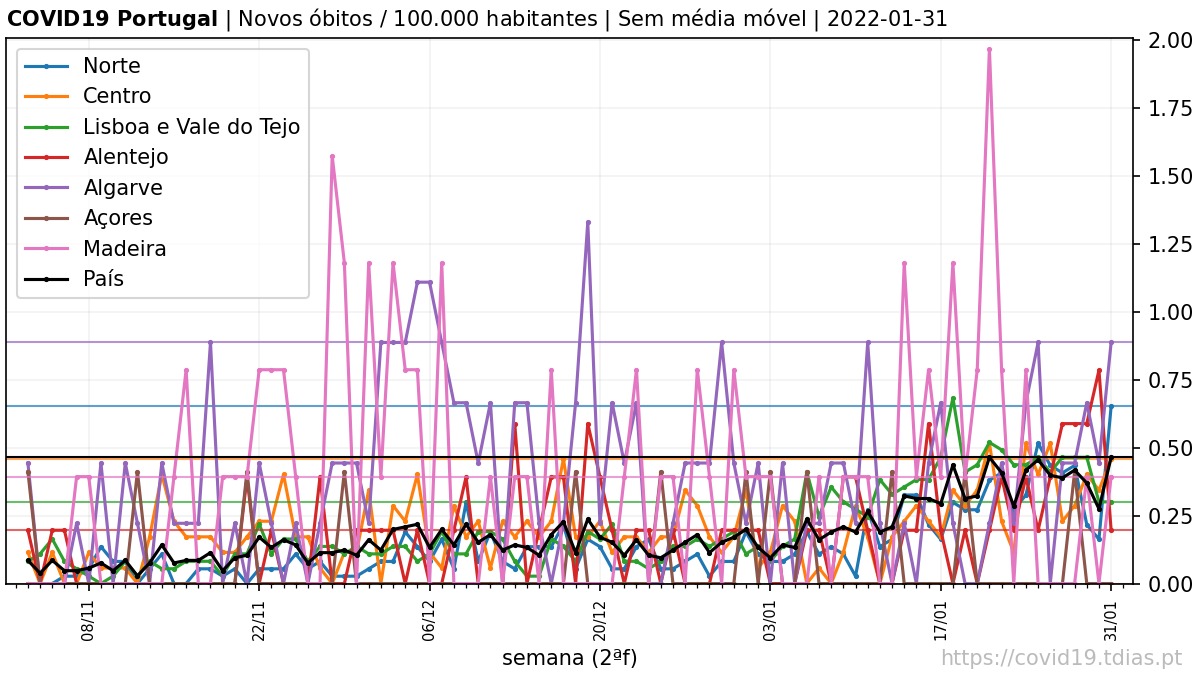 COVID19 Portugal | Novos óbitos / 100.000 habitantes | Sem média móvel | 2022-01-31
Norte
Centro
Lisboa e Vale do Tejo
Alentejo
Algarve
Açores
Madeira
País
2.00
1.75
1.50
1.25
1.00
0.75
0.50
0.25
0.00
08/11
22/11
06/12
20/12
03/01
17/01
31/01
semana (2ªf)
https://covid19.tdias.pt